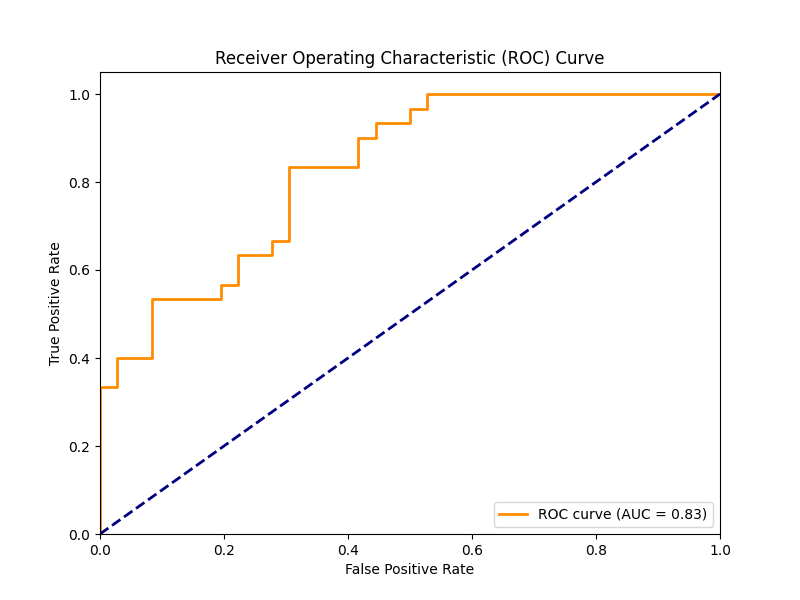 Receiver Operating Characteristic (ROC) Curve
True Positive Rate
1.0
0.8
0.6
0.4
0.2
0.0
0.0 0.2 0.4 0.6 0.8 1.0
False Positive Rate
ROC curve (AUC = 0.83)